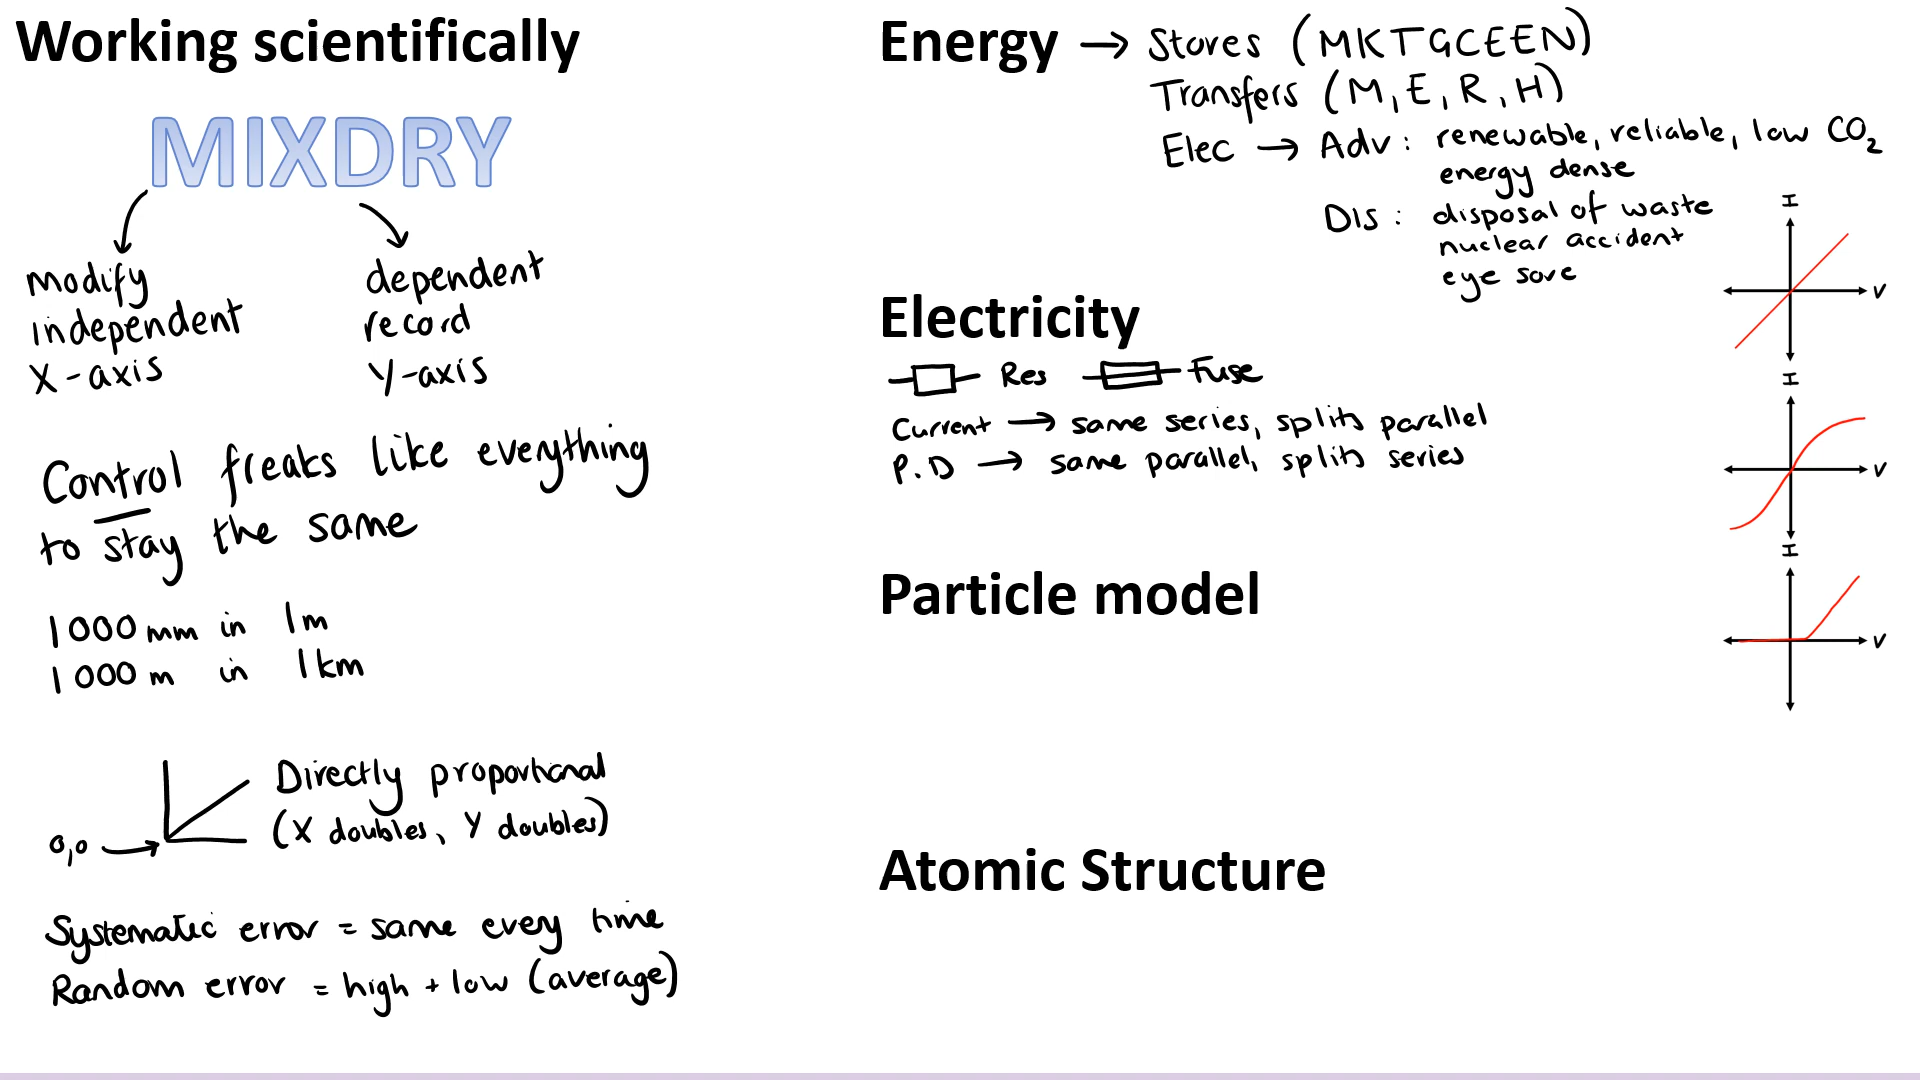 Working scientifically
MIXDRY
modify
independent
X-axis
dependent
record
Y-axis
Control freaks like everything
to stay the same
1000 mm in 1m
1000 m in 1km
0,0
Directly proportional
(X doubles, Y doubles)
Systematic error = same every time
Random error = high + low (average)
Energy → Stores (MKTGCEEN)
Transfers (M, E, R, H)
Elec → Adv: renewable, reliable, low CO₂
energy dense
DIS: disposal of waste
nuclear accident
eye sore
Electricity
Res Fuse
Current → same series, splits parallel
P.D → same parallel, splits series
Particle model
Atomic Structure
I
V
I
V
I
V